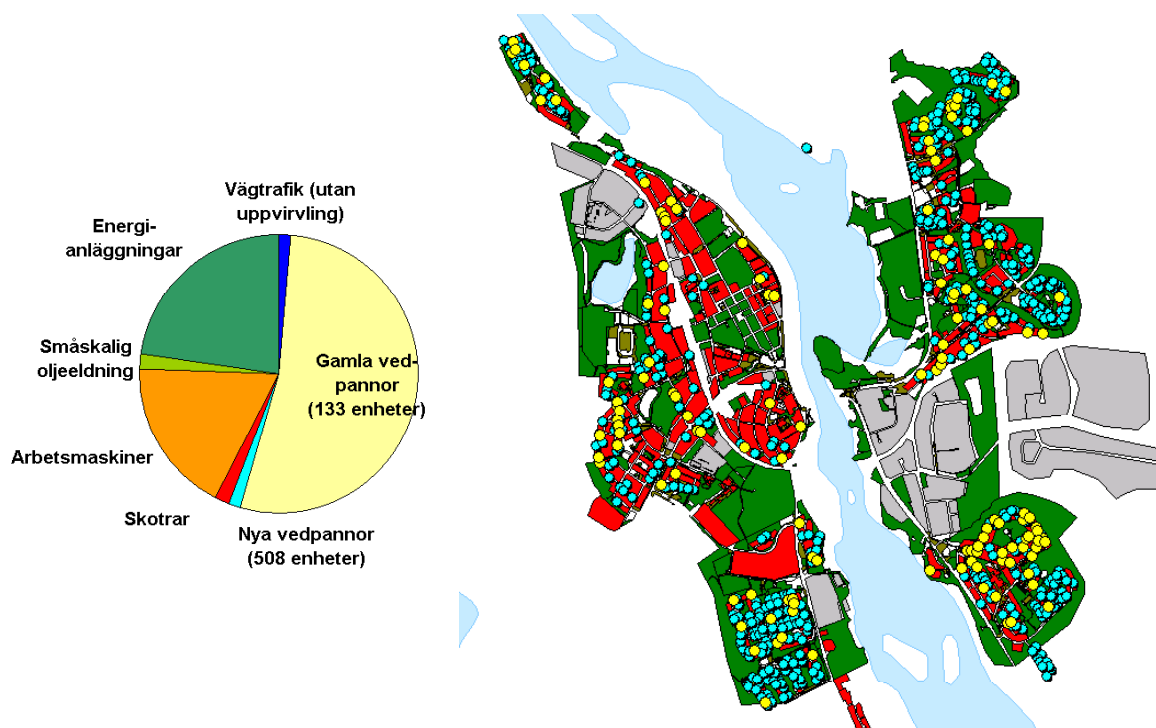 Vägtrafik (utan
uppvirvling)
Energi-
anläggningar
Småskalig
oljeeldning
Gamla ved-
pannor
(133 enheter)
Arbetsmaskiner
Skotrar
Nya vedpannor
(508 enheter)